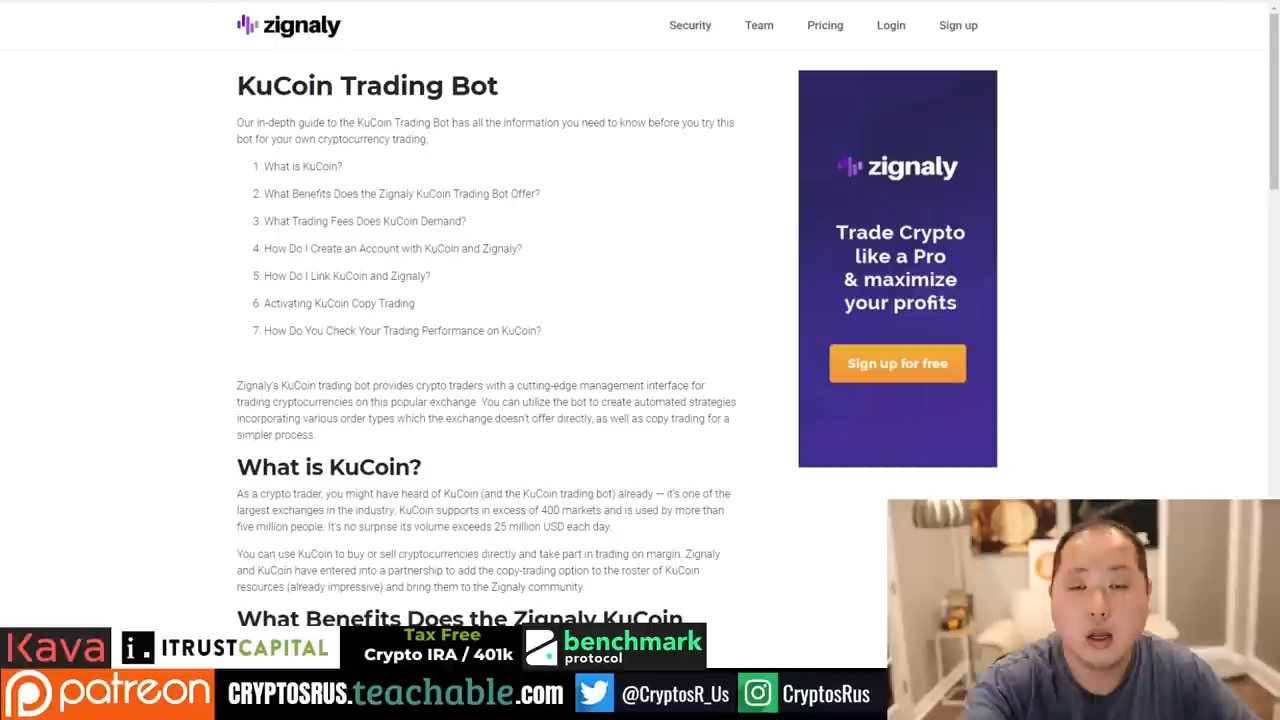 zignaly
Security
Team
Pricing
Login
Sign up
KuCoin Trading Bot
Our in-depth guide to the KuCoin Trading Bot has all the information you need to know before you try this
bot for your own cryptocurrency trading.
1. What is KuCoin?
2. What Benefits Does the Zignaly KuCoin Trading Bot Offer?
3. What Trading Fees Does KuCoin Demand?
4. How Do I Create an Account with KuCoin and Zignaly?
5. How Do I Link KuCoin and Zignaly?
6 Activating KuCoin Copy Trading
7. How Do You Check Your Trading Performance on KuCoin?
Zignaly's KuCoin trading bot provides crypto traders with a cutting-edge management interface for
trading cryptocurrencies on this popular exchange You can utilize the bot to create automated strategies
incorporating various order types which the exchange doesn't offer directly, as well as copy trading for a
simpler process.
What is KuCoin?
As a crypto trader, you might have heard of KuCoin (and the KuCoin trading bot) already — it's one of the
largest exchanges in the industry. KuCoin supports in excess of 400 markets and is used by more than
five million people. It's no surprise its volume exceeds 25 million USD each day.
You can use KuCoin to buy or sell cryptocurrencies directly and take part in trading on margin. Zignaly
and KuCoin have entered into a partnership to add the copy-trading option to the roster of KuCoin
resources (already impressive) and bring them to the Zignaly community.
What Benefits Does the Zignaly KuCoin
zignaly
Trade Crypto
like a Pro
& maximize
your profits
Sign up for free
Kava
i. ITRUSTCAPITAL
Tax Free
Crypto IRA / 401k
benchmark
protocol
patreon
CRYPTOSRUS.teachable.com
@CryptosR_Us
CryptosRus